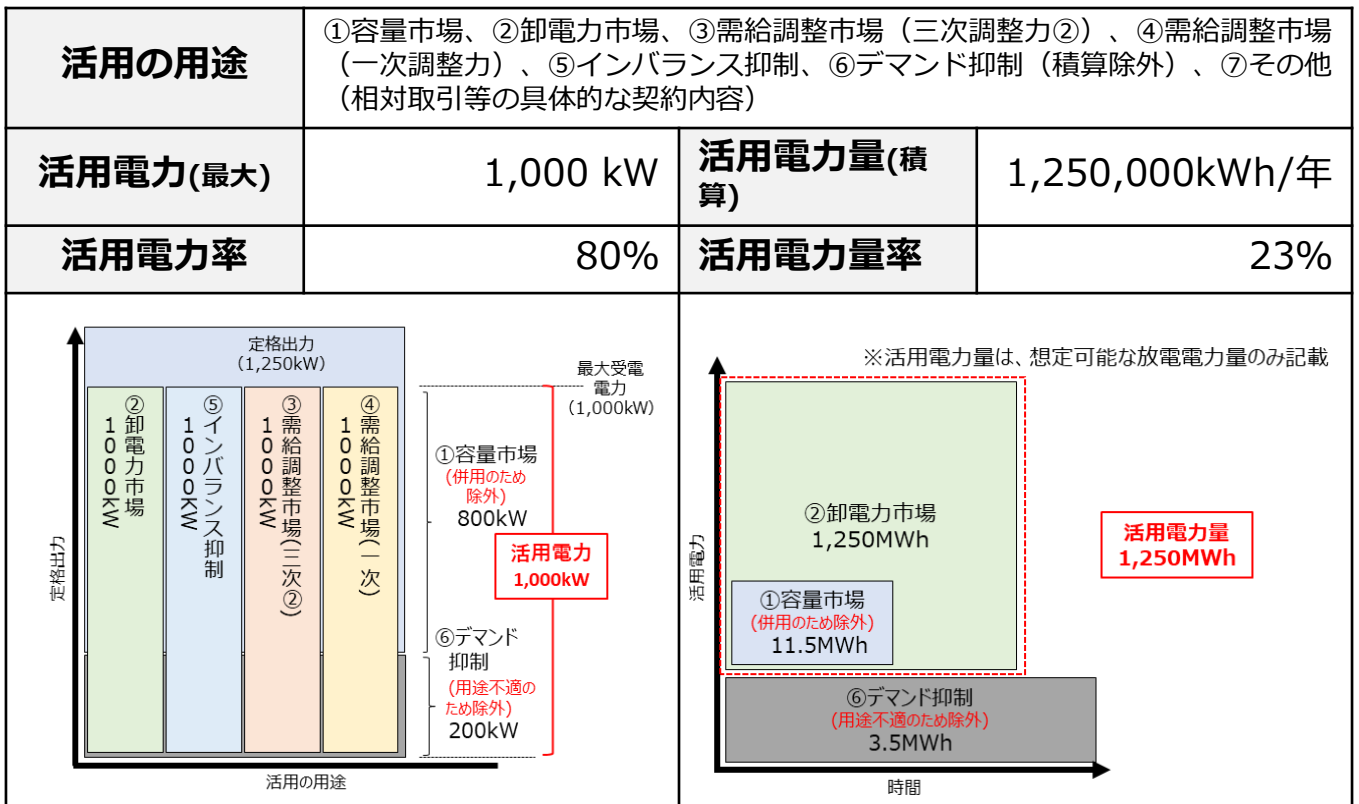 活用の用途
①容量市場、②卸電力市場、③需給調整市場（三次調整力②）、④需給調整市場
（一次調整力）、⑤インバランス抑制、⑥デマンド抑制（積算除外）、⑦その他
（相対取引等の具体的な契約内容）
活用電力(最大)
1,000 kW
活用電力量(積
算)
1,250,000kWh/年
活用電力率
80%
活用電力量率
23%
定格出力
(1,250kW)
最大受電
電力
(1,000kW)
②卸電力市場
1000kW
⑤インバランス抑制
1000kW
③需給調整市場(三次②)
1000kW
④需給調整市場(一次)
1000kW
①容量市場
(併用のため
除外)
800kW
活用電力
1,000kW
⑥デマンド
抑制
(用途不適の
ため除外)
200kW
定格出力
活用の用途
※活用電力量は、想定可能な放電電力量のみ記載
②卸電力市場
1,250MWh
活用電力量
1,250MWh
①容量市場
(併用のため除外)
11.5MWh
⑥デマンド抑制
(用途不適のため除外)
3.5MWh
活用電力
時間